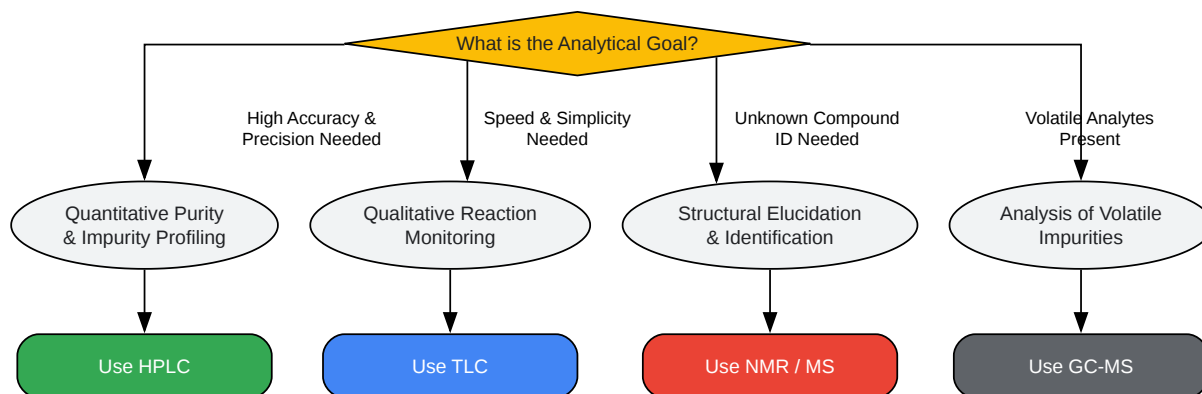 What is the Analytical Goal?
High Accuracy &
Precision Needed
Speed & Simplicity
Needed
Unknown Compound
ID Needed
Volatile Analytes
Present
Quantitative Purity
& Impurity Profiling
Qualitative Reaction
Monitoring
Structural Elucidation
& Identification
Analysis of Volatile
Impurities
Use HPLC
Use TLC
Use NMR / MS
Use GC-MS